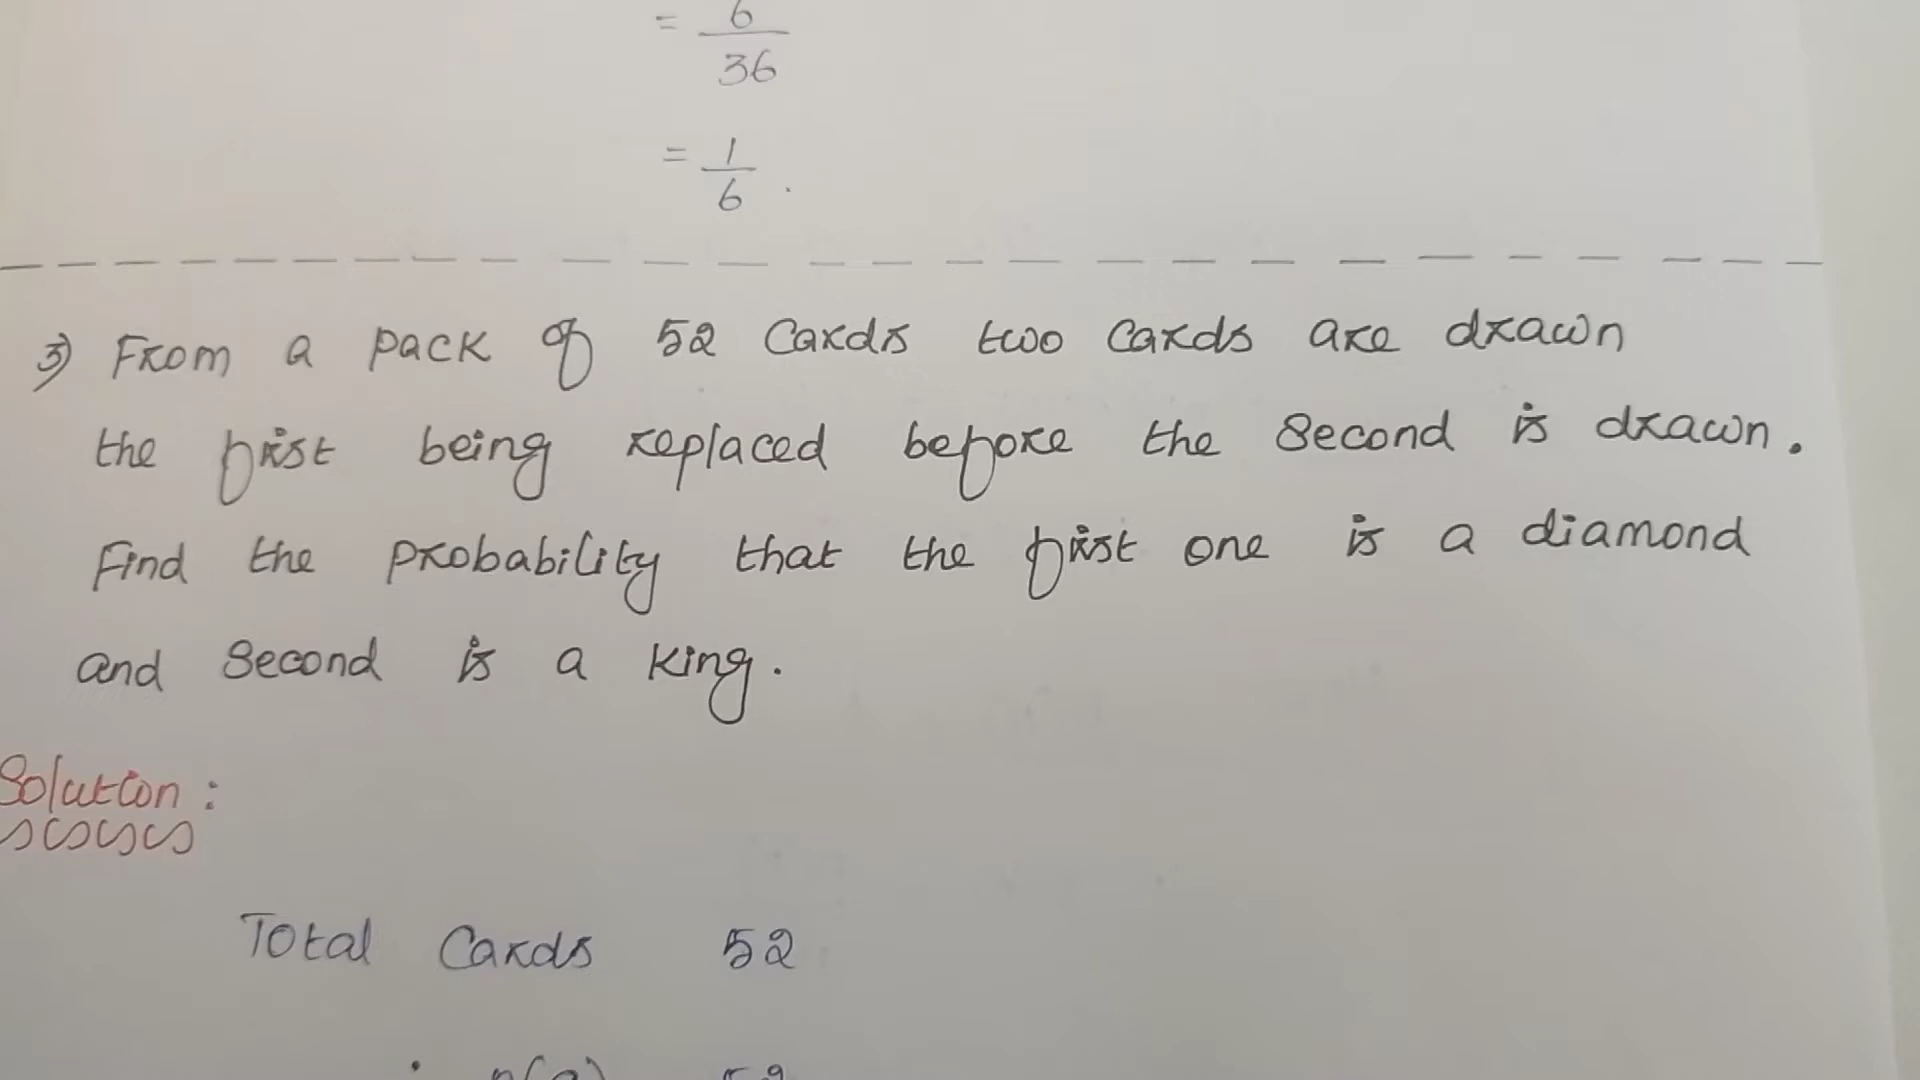 = 6/36
= 1/6 .
3) From a pack of 52 Cards two cards are drawn
the first being replaced before the Second is drawn.
Find the probability that the first one is a diamond
and Second is a king.
Solution :
Total Cards 52